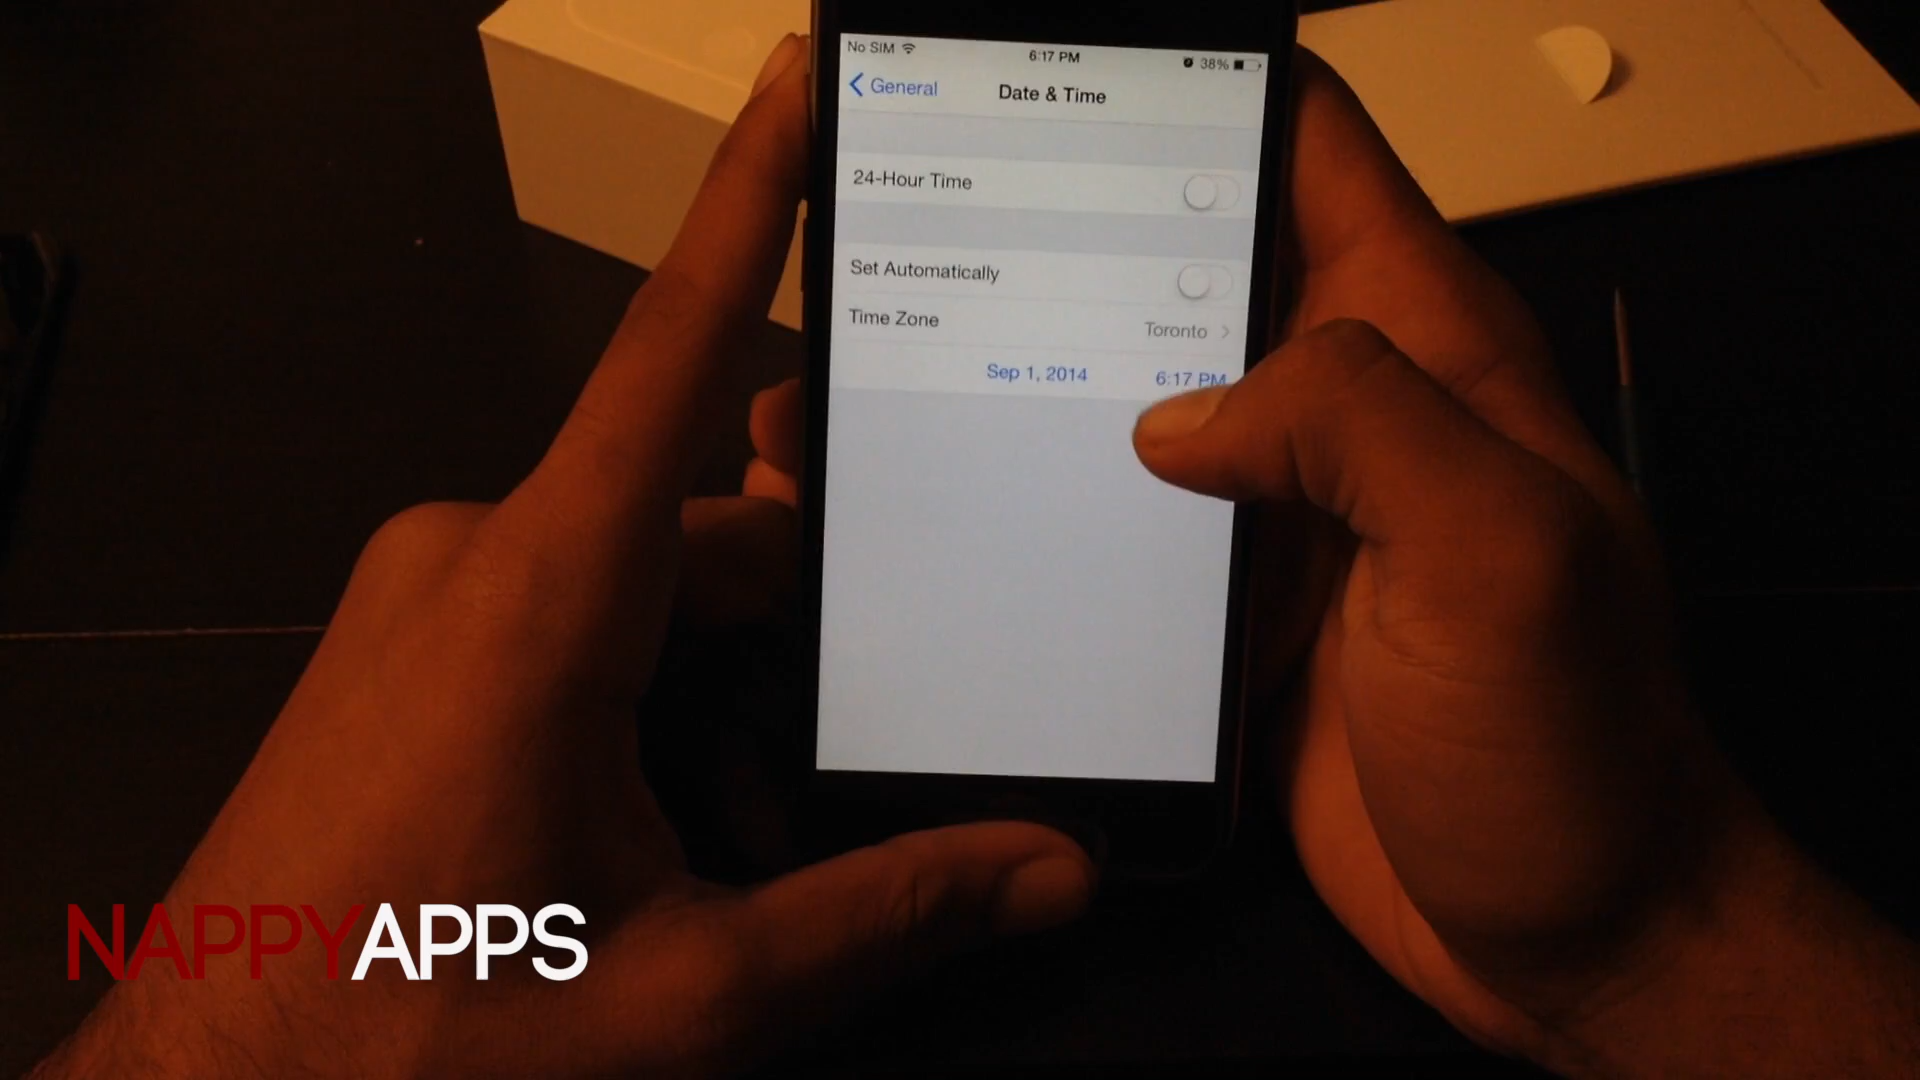 No SIM 6:17 PM 38%
General Date & Time
24-Hour Time
Set Automatically
Time Zone Toronto
Sep 1, 2014 6:17 PM
NAPPYAPPS